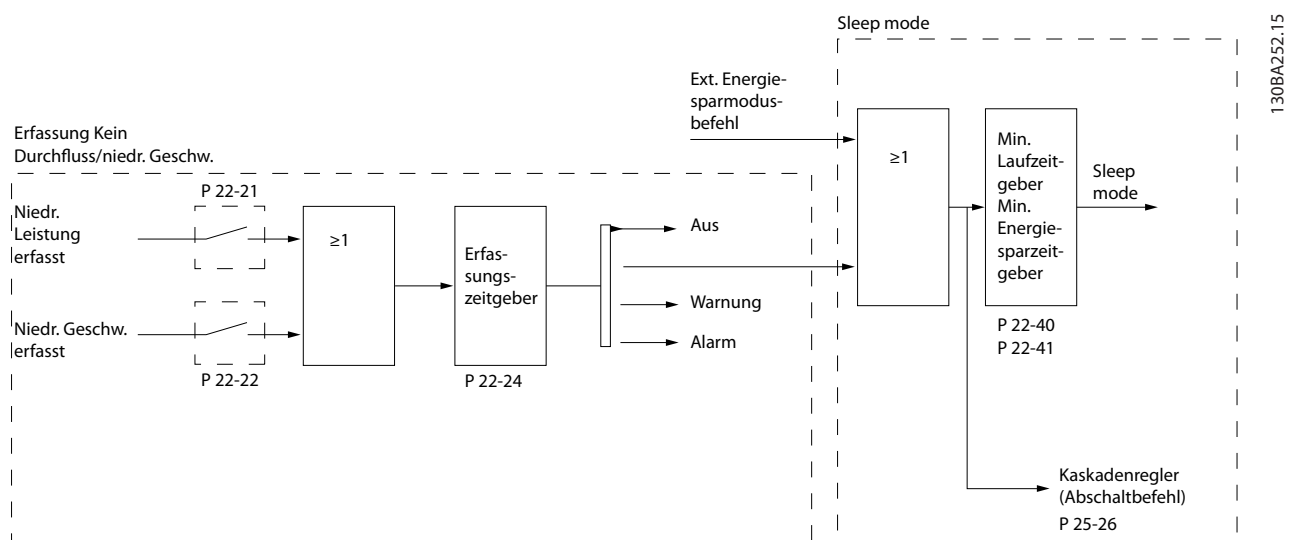 Sleep mode
130BA252.15
Ext. Energie-
sparmodus-
befehl
Erfassung Kein
Durchfluss/niedr. Geschw.
P 22-21
Niedr.
Leistung
erfasst
≥1
Erfas-
sungs-
zeitgeber
Aus
Warnung
Alarm
Niedr. Geschw.
erfasst
P 22-22
P 22-24
≥1
Min.
Laufzeit-
geber
Min.
Energie-
sparzeit-
geber
Sleep
mode
P 22-40
P 22-41
Kaskadenregler
(Abschaltbefehl)
P 25-26